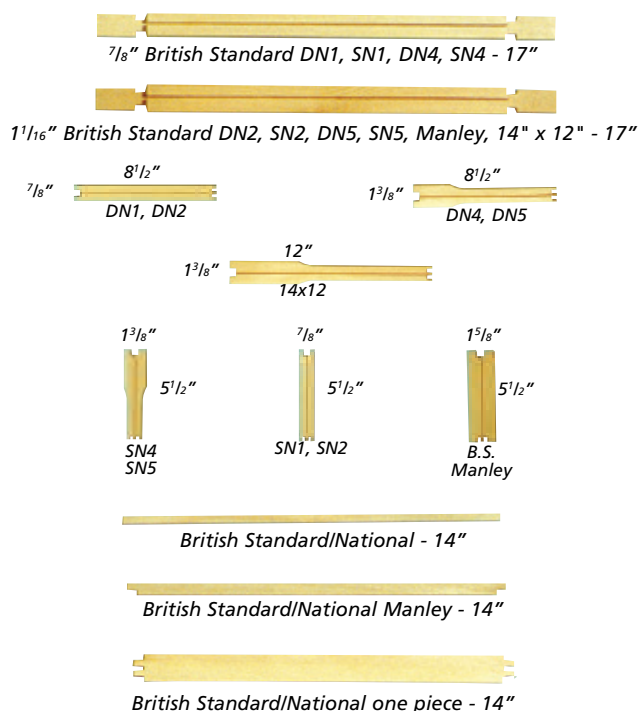 7/8" British Standard DN1, SN1, DN4, SN4 - 17"
1 1/16" British Standard DN2, SN2, DN5, SN5, Manley, 14" x 12" - 17"
8 1/2"
7/8"
DN1, DN2
8 1/2"
1 3/8"
DN4, DN5
12"
1 3/8"
14x12
1 3/8"
5 1/2"
SN4
SN5
7/8"
5 1/2"
SN1, SN2
1 5/8"
5 1/2"
B.S.
Manley
British Standard/National - 14"
British Standard/National Manley - 14"
British Standard/National one piece - 14"